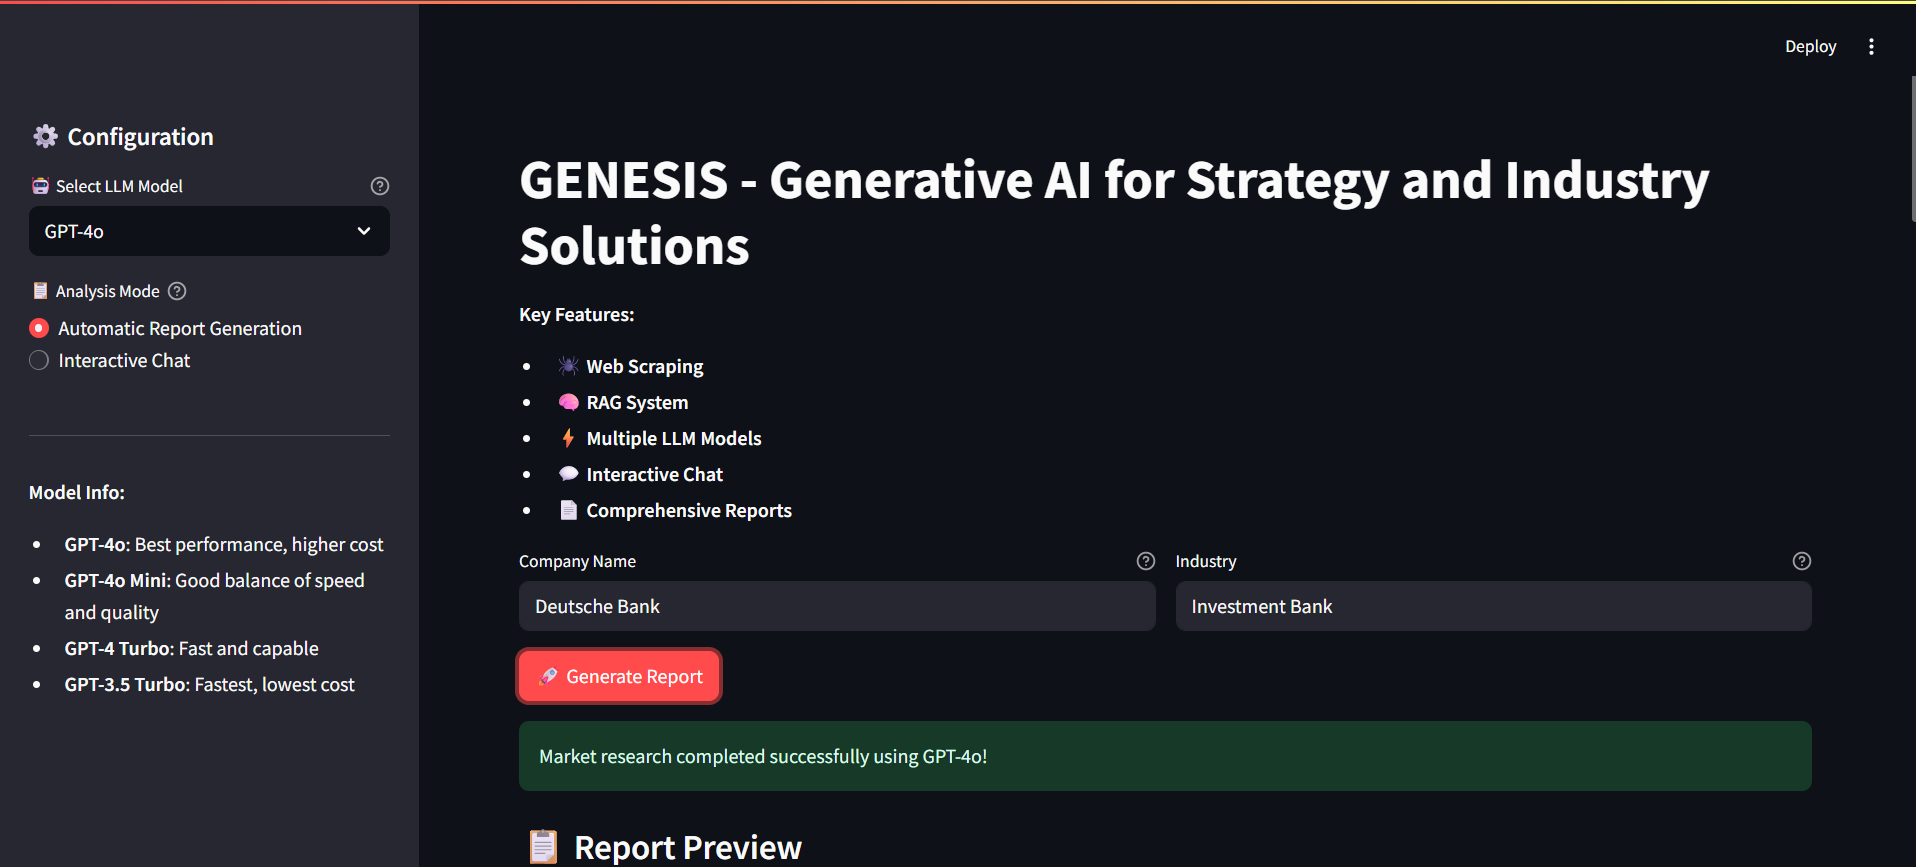 Deploy
Configuration
Select LLM Model
GPT-4o
Analysis Mode
Automatic Report Generation
Interactive Chat
Model Info:
GPT-4o: Best performance, higher cost
GPT-4o Mini: Good balance of speed
and quality
GPT-4 Turbo: Fast and capable
GPT-3.5 Turbo: Fastest, lowest cost
GENESIS - Generative AI for Strategy and Industry
Solutions
Key Features:
Web Scraping
RAG System
Multiple LLM Models
Interactive Chat
Comprehensive Reports
Company Name
Deutsche Bank
Industry
Investment Bank
Generate Report
Market research completed successfully using GPT-4o!
Report Preview